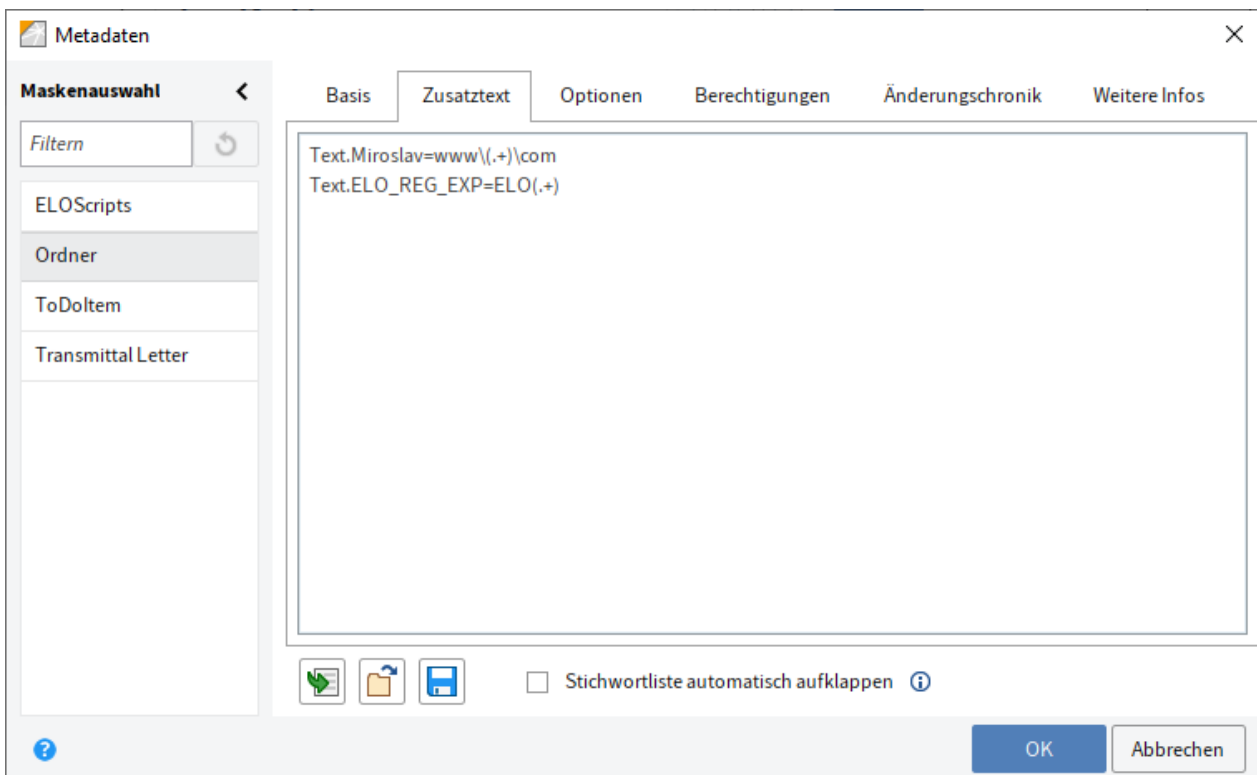 Metadaten
Maskenauswahl
Filtern
ELOScripts
Ordner
ToDoItem
Transmittal Letter
Basis Zusatztext Optionen Berechtigungen Änderungschronik Weitere Infos
Text.Miroslav=www\(.+)\com
Text.ELO_REG_EXP=ELO(.+)
Stichwortliste automatisch aufklappen
OK Abbrechen